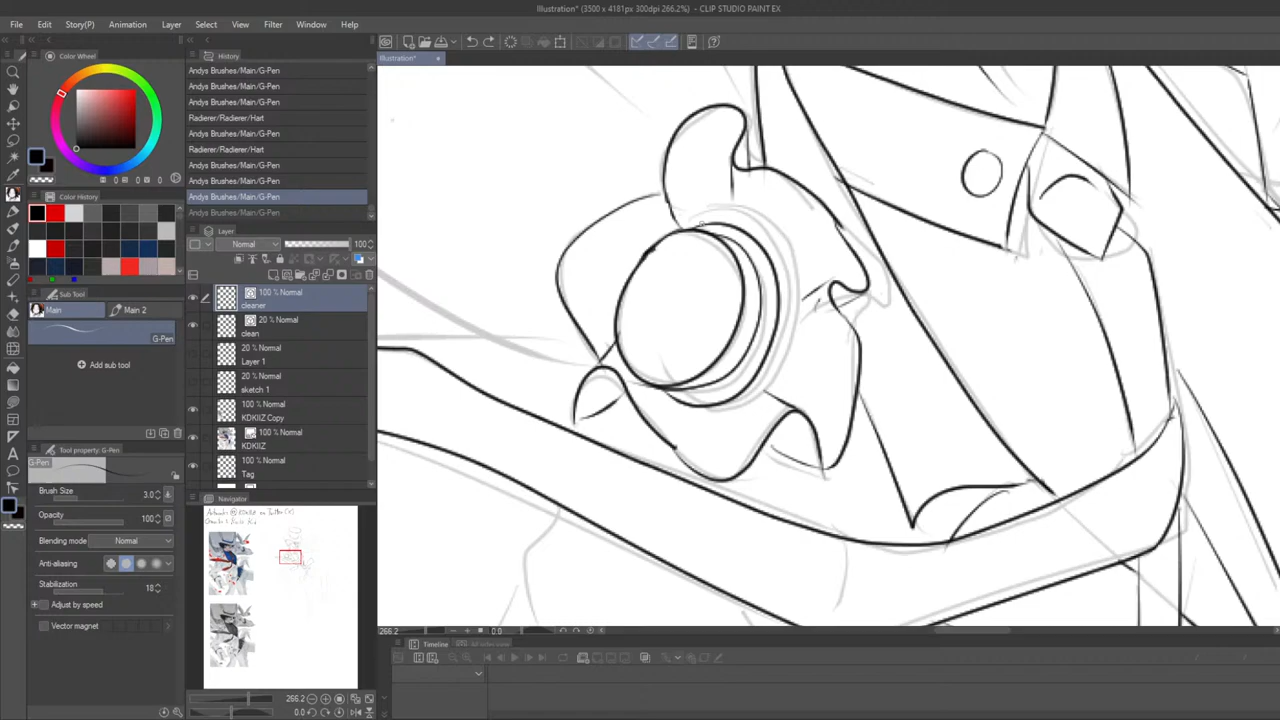 Illustration* (3500 x 4181px 300dpi 266.2%) - CLIP STUDIO PAINT EX
File Edit Story(P) Animation Layer Select View Filter Window Help
Color Wheel
History
Illustration*
Andys Brushes/Main/G-Pen
Andys Brushes/Main/G-Pen
Andys Brushes/Main/G-Pen
Radierer/Radierer/Hart
Andys Brushes/Main/G-Pen
Radierer/Radierer/Hart
Andys Brushes/Main/G-Pen
Andys Brushes/Main/G-Pen
Andys Brushes/Main/G-Pen
Andys Brushes/Main/G-Pen
Color History
Layer
Normal 100
100 % Normal
cleaner
20 % Normal
clean
20 % Normal
Layer 1
20 % Normal
sketch 1
100 % Normal
KDKIIZ Copy
100 % Normal
KDKIIZ
100 % Normal
Tag
Sub Tool
Main Main 2
G-Pen
Add sub tool
Tool property: G-Pen
G-Pen
Brush Size 3.0
Opacity 100
Blending mode Normal
Anti-aliasing
Stabilization 18
Adjust by speed
Vector magnet
Navigator
266.2
0.0
266.2 0.0
Timeline